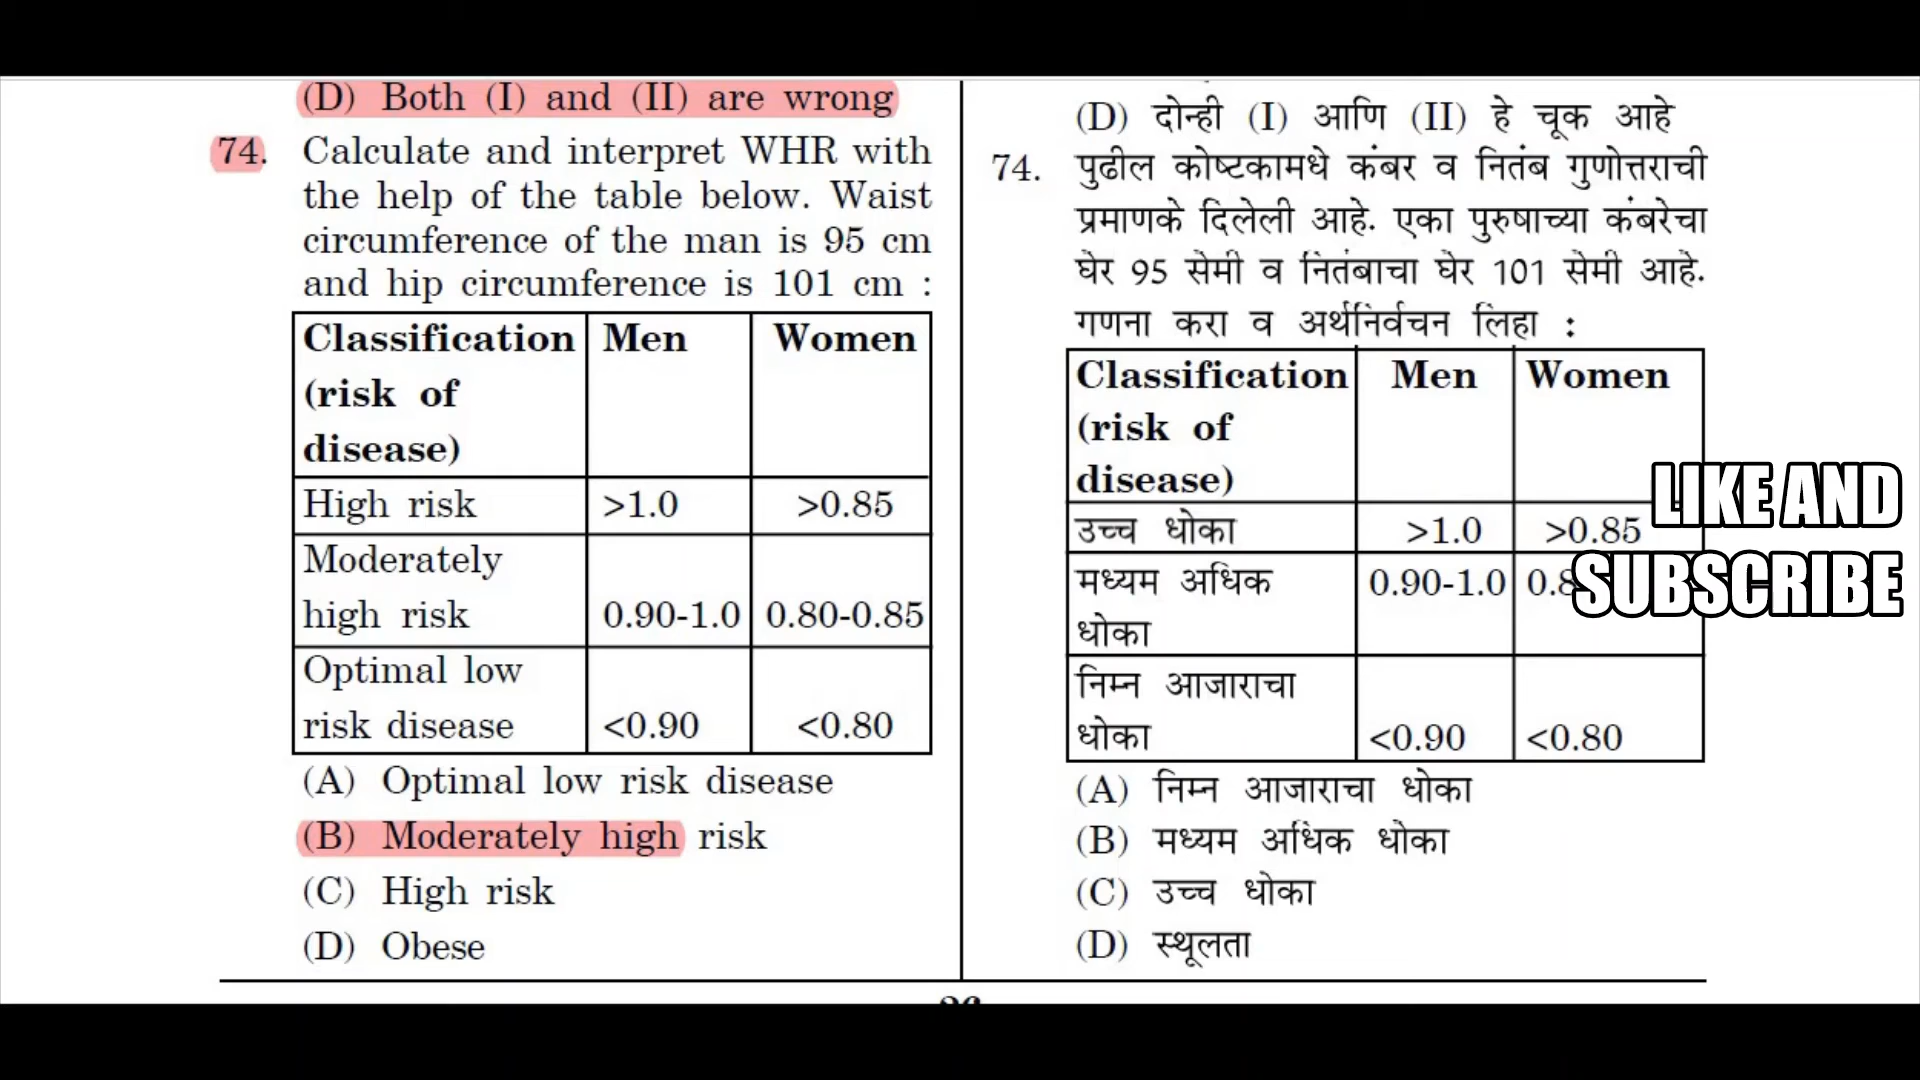 (D) Both (I) and (II) are wrong
74. Calculate and interpret WHR with
the help of the table below. Waist
circumference of the man is 95 cm
and hip circumference is 101 cm :
Classification Men Women
(risk of
disease)
High risk >1.0 >0.85
Moderately
high risk 0.90-1.0 0.80-0.85
Optimal low
risk disease <0.90 <0.80
(A) Optimal low risk disease
(B) Moderately high risk
(C) High risk
(D) Obese
(D) दोन्ही (I) आणि (II) हे चूक आहे
74. पुढील कोष्टकामधे कंबर व नितंब गुणोत्तराची
प्रमाणके दिलेली आहे. एका पुरुषाच्या कंबरेचा
घेर 95 सेमी व नितंबाचा घेर 101 सेमी आहे.
गणना करा व अर्थनिर्वचन लिहा :
Classification Men Women
(risk of
disease)
उच्च धोका >1.0 >0.85
मध्यम अधिक 0.90-1.0
धोका
निम्न आजाराचा
धोका <0.90 <0.80
(A) निम्न आजाराचा धोका
(B) मध्यम अधिक धोका
(C) उच्च धोका
(D) स्थूलता
LIKE AND
SUBSCRIBE